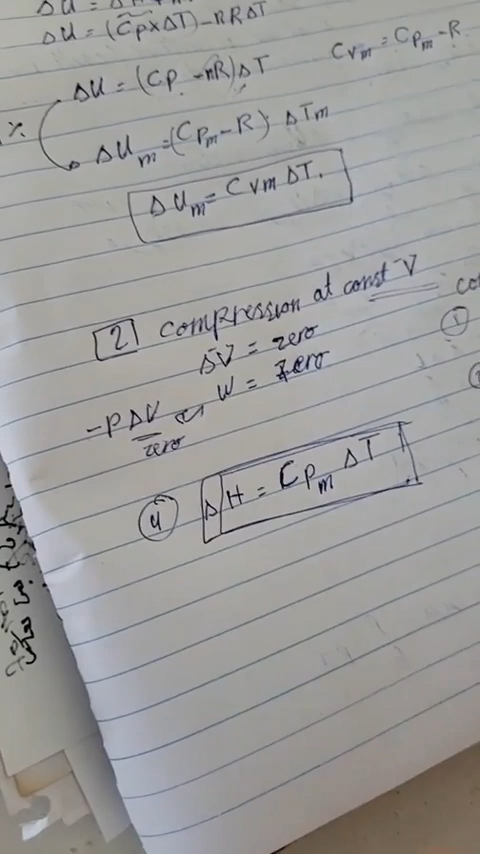 ΔU = (Cp×ΔT) - nRΔT
ΔU = (Cp - nR)ΔT
Cvm = Cpm - R
ΔUm = (Cpm - R) ΔTm
ΔUm = Cvm ΔT.
[2] compression at const V
ΔV = zero
-PΔV W = zero
zero
④ ΔH = Cpm ΔT
①